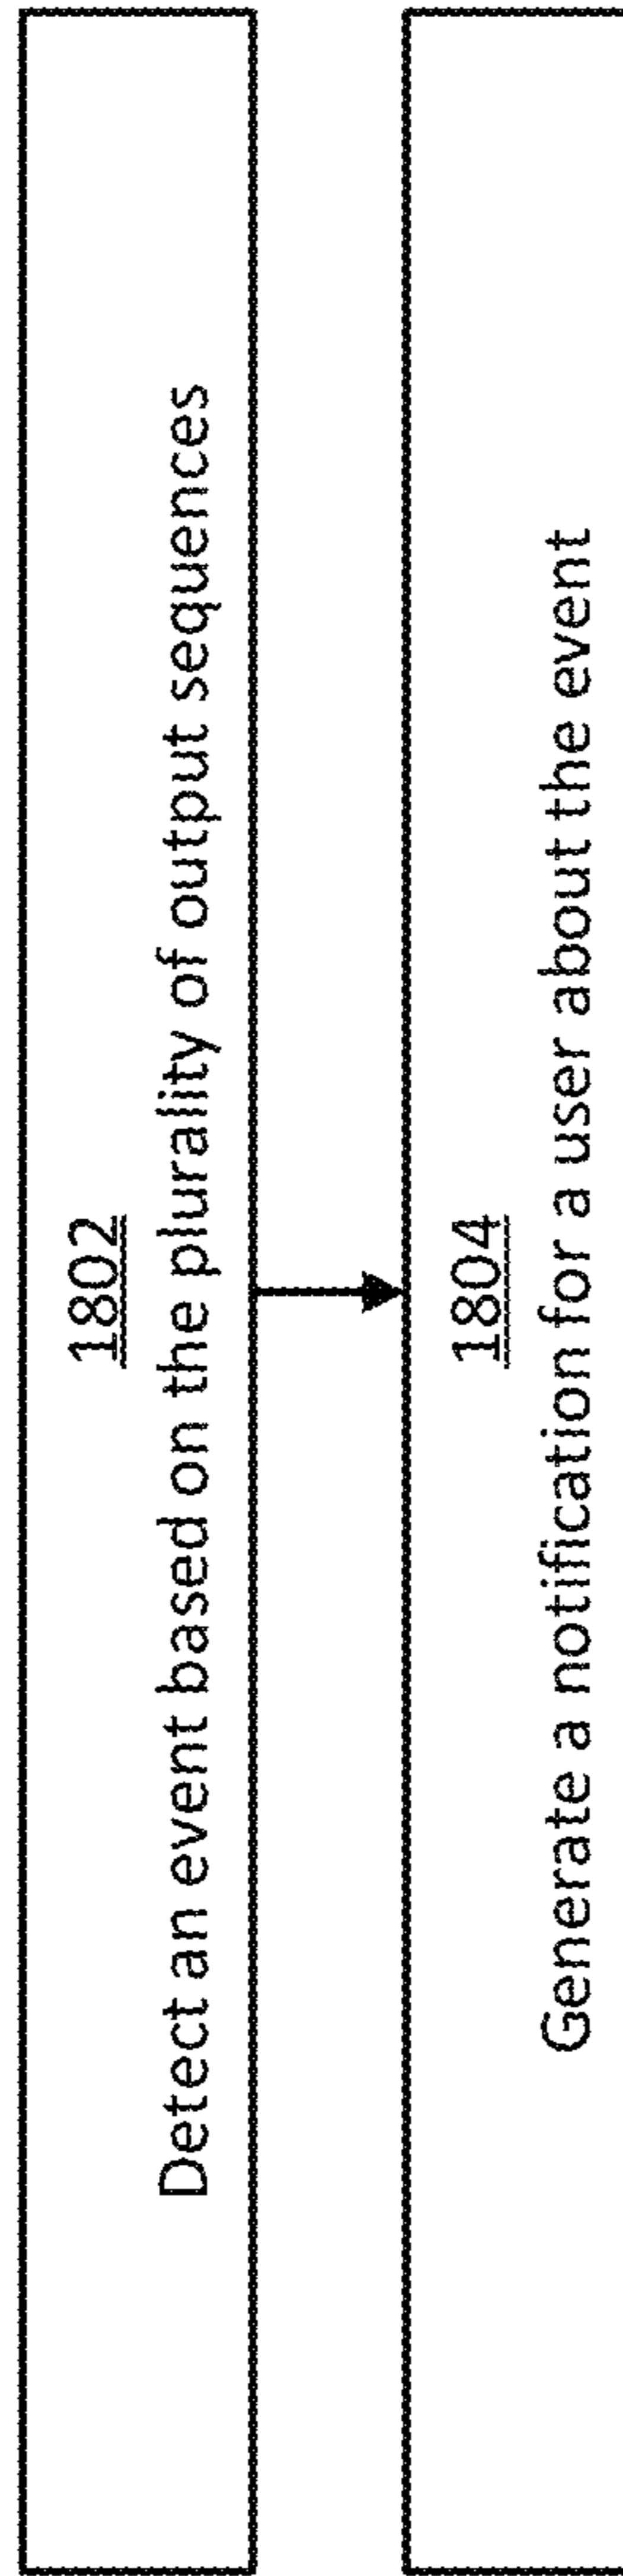 1802
Detect an event based on the plurality of output sequences
1804
Generate a notification for a user about the event